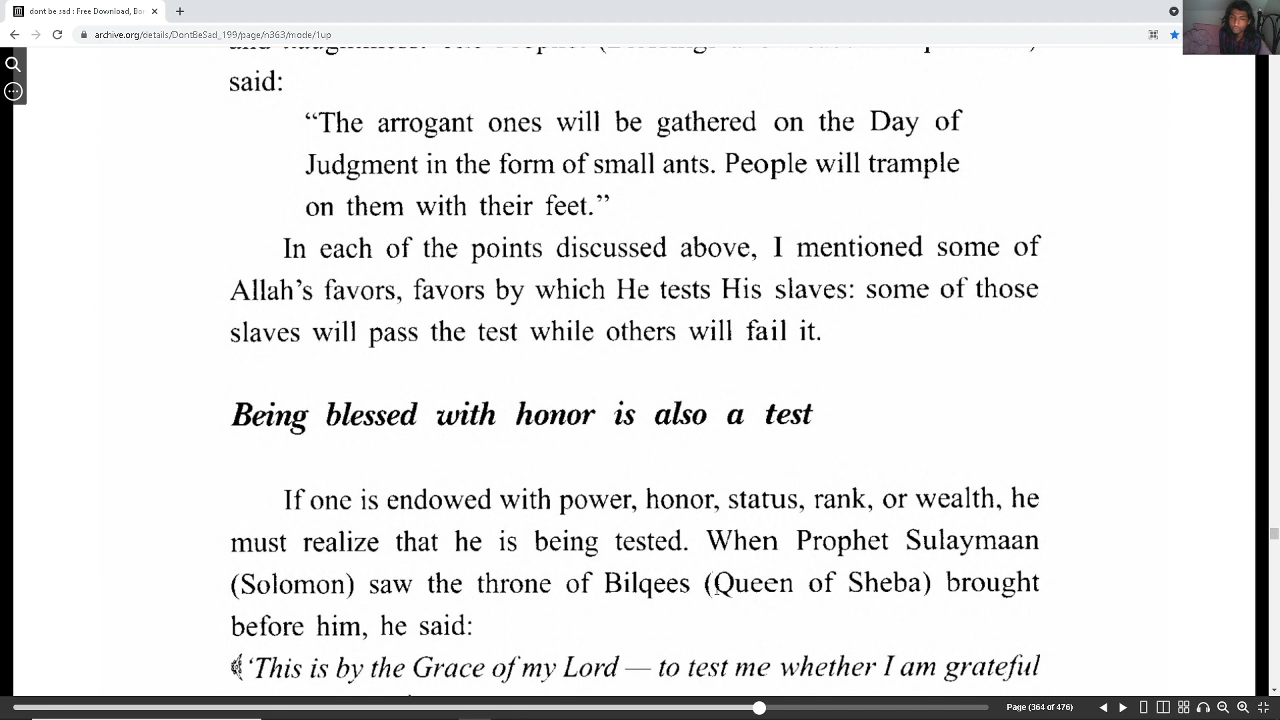 dont be sad : Free Download, Bo
archive.org/details/DontBeSad_199/page/n363/mode/1up
said:
“The arrogant ones will be gathered on the Day of
Judgment in the form of small ants. People will trample
on them with their feet.”
In each of the points discussed above, I mentioned some of
Allah’s favors, favors by which He tests His slaves: some of those
slaves will pass the test while others will fail it.
Being blessed with honor is also a test
If one is endowed with power, honor, status, rank, or wealth, he
must realize that he is being tested. When Prophet Sulaymaan
(Solomon) saw the throne of Bilqees (Queen of Sheba) brought
before him, he said:
‘This is by the Grace of my Lord — to test me whether I am grateful
Page (364 of 476)